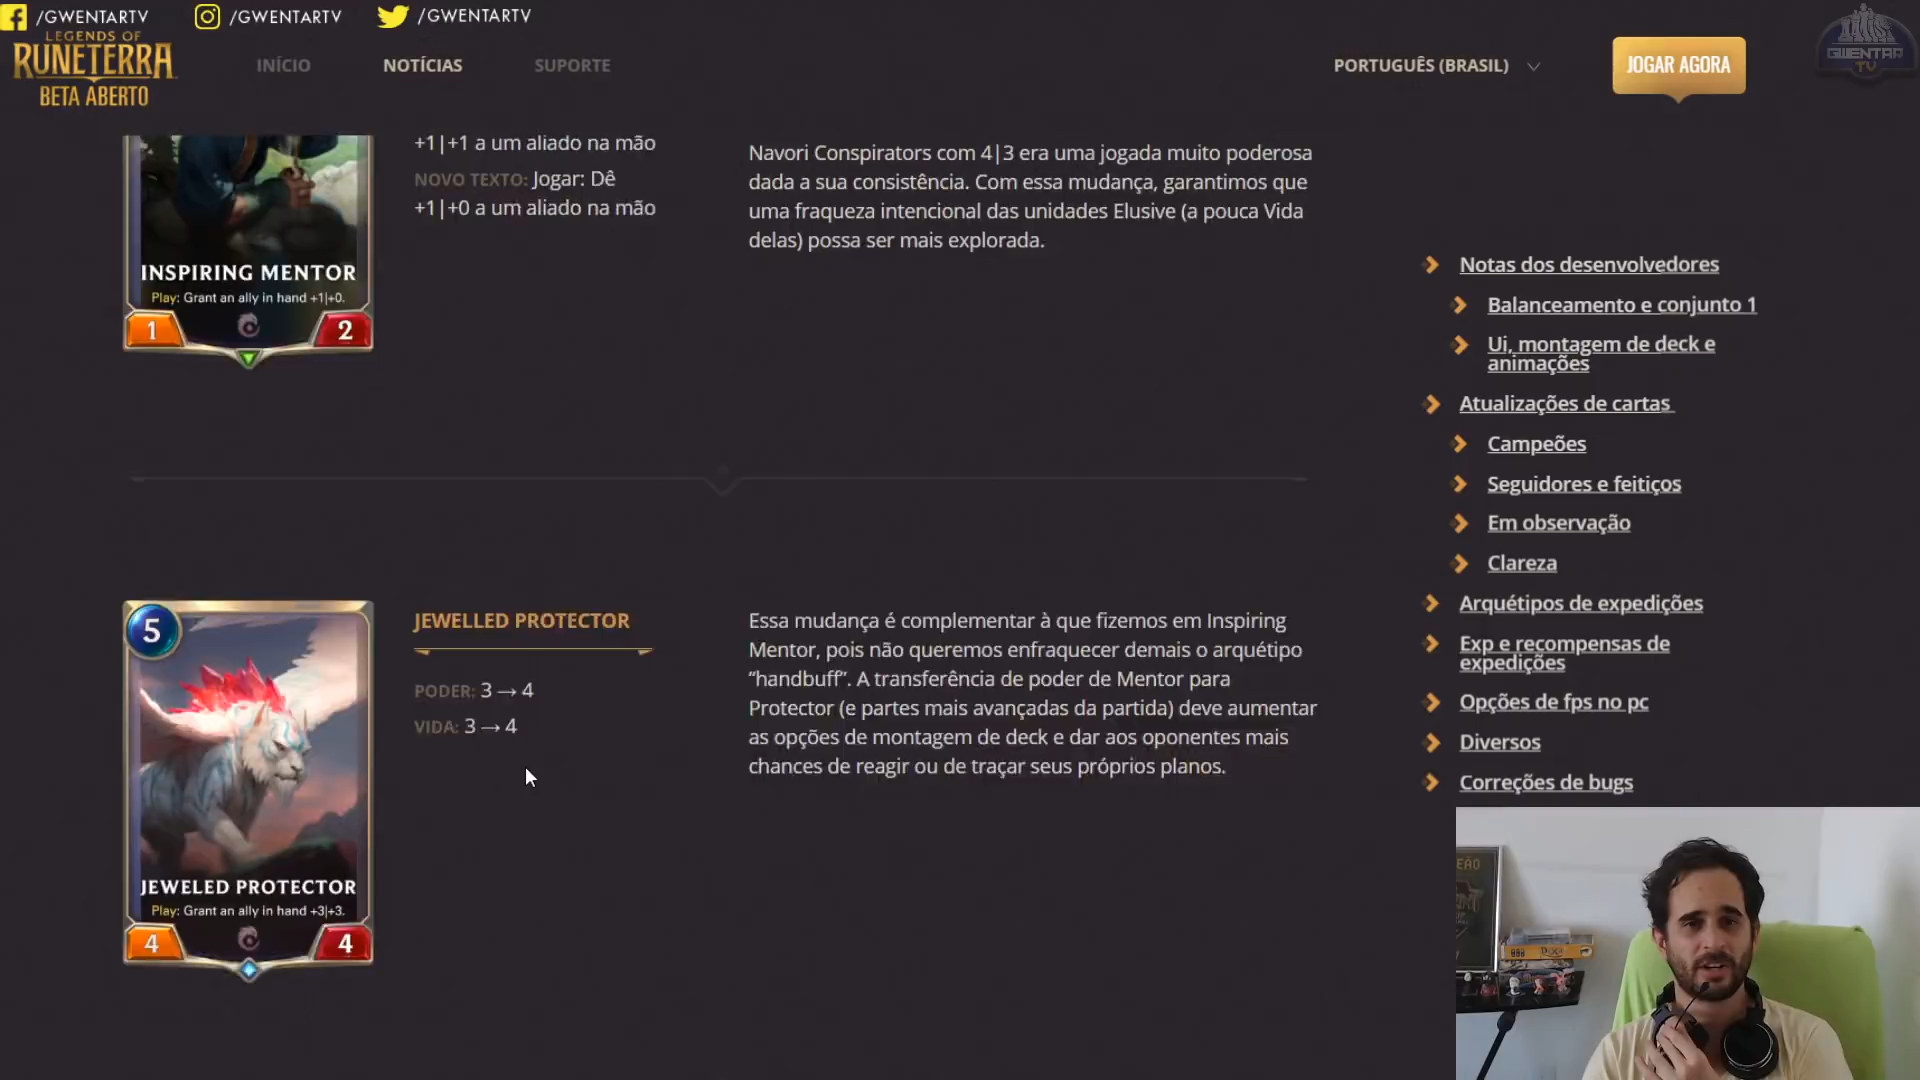 /GWENTARTV
/GWENTARTV
/GWENTARTV
LEGENDS OF
RUNETERRA
BETA ABERTO
INÍCIO
NOTÍCIAS
SUPORTE
PORTUGUÊS (BRASIL)
JOGAR AGORA
GWENTAR
TV
INSPIRING MENTOR
Play: Grant an ally in hand +1|+0.
1
2
+1|+1 a um aliado na mão
NOVO TEXTO: Jogar: Dê
+1|+0 a um aliado na mão
Navori Conspirators com 4|3 era uma jogada muito poderosa
dada a sua consistência. Com essa mudança, garantimos que
uma fraqueza intencional das unidades Elusive (a pouca Vida
delas) possa ser mais explorada.
5
JEWELED PROTECTOR
Play: Grant an ally in hand +3|+3.
4
4
JEWELLED PROTECTOR
PODER: 3 → 4
VIDA: 3 → 4
Essa mudança é complementar à que fizemos em Inspiring
Mentor, pois não queremos enfraquecer demais o arquétipo
“handbuff”. A transferência de poder de Mentor para
Protector (e partes mais avançadas da partida) deve aumentar
as opções de montagem de deck e dar aos oponentes mais
chances de reagir ou de traçar seus próprios planos.
Notas dos desenvolvedores
Balanceamento e conjunto 1
Ui, montagem de deck e
animações
Atualizações de cartas
Campeões
Seguidores e feitiços
Em observação
Clareza
Arquétipos de expedições
Exp e recompensas de
expedições
Opções de fps no pc
Diversos
Correções de bugs